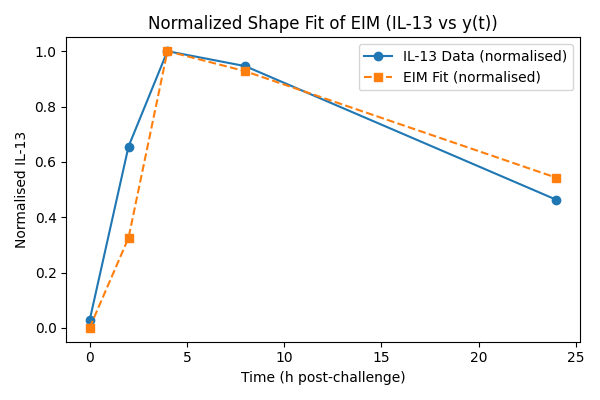 Normalized Shape Fit of EIM (IL-13 vs y(t))
IL-13 Data (normalised)
EIM Fit (normalised)
Normalised IL-13
1.0
0.8
0.6
0.4
0.2
0.0
0 5 10 15 20 25
Time (h post-challenge)